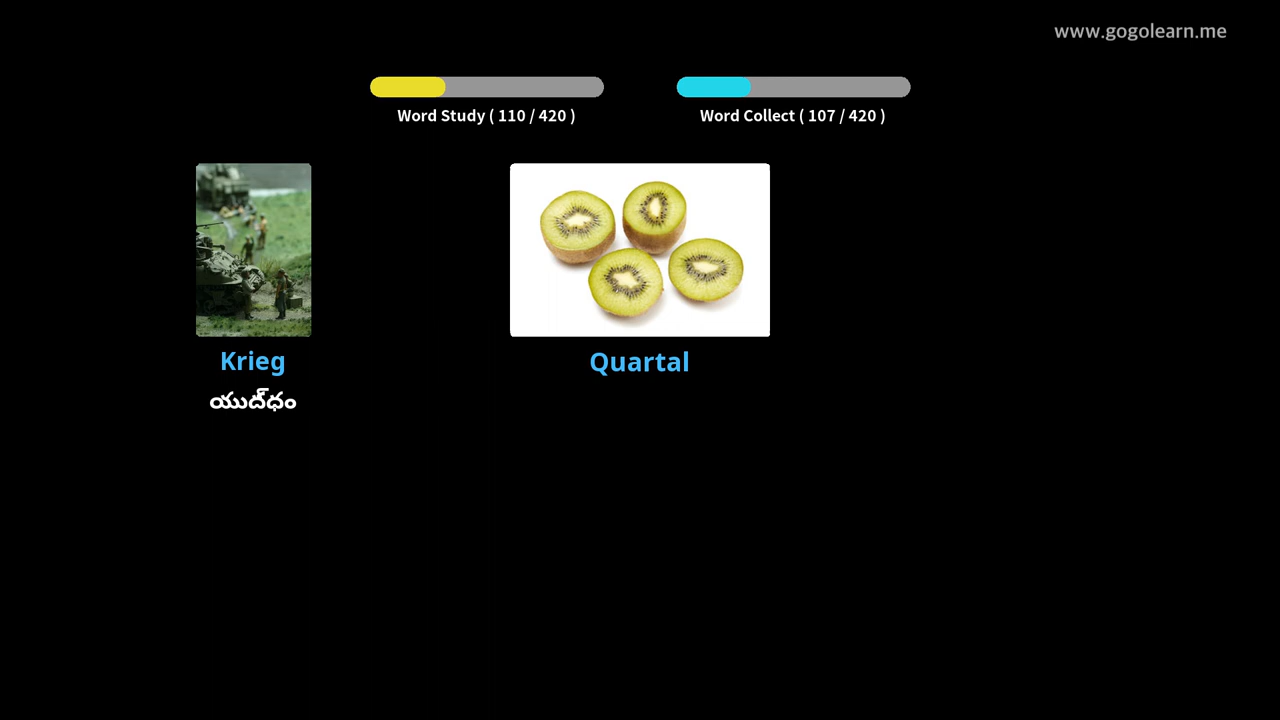 www.gogolearn.me
Word Study ( 110 / 420 )
Word Collect ( 107 / 420 )
Krieg
Quartal
యుద్ధం